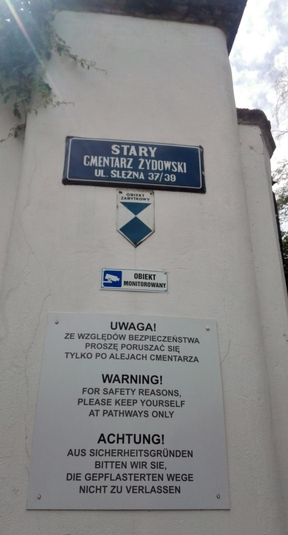 STARY
CMENTARZ ŻYDOWSKI
UL. ŚLĘŻNA 37/39
OBIEKT
ZABYTKOWY
OBIEKT
MONITOROWANY
UWAGA!
ZE WZGLĘDÓW BEZPIECZEŃSTWA
PROSZĘ PORUSZAĆ SIĘ
TYLKO PO ALEJACH CMENTARZA
WARNING!
FOR SAFETY REASONS,
PLEASE KEEP YOURSELF
AT PATHWAYS ONLY
ACHTUNG!
AUS SICHERHEITSGRÜNDEN
BITTEN WIR SIE,
DIE GEPFLASTERTEN WEGE
NICHT ZU VERLASSEN